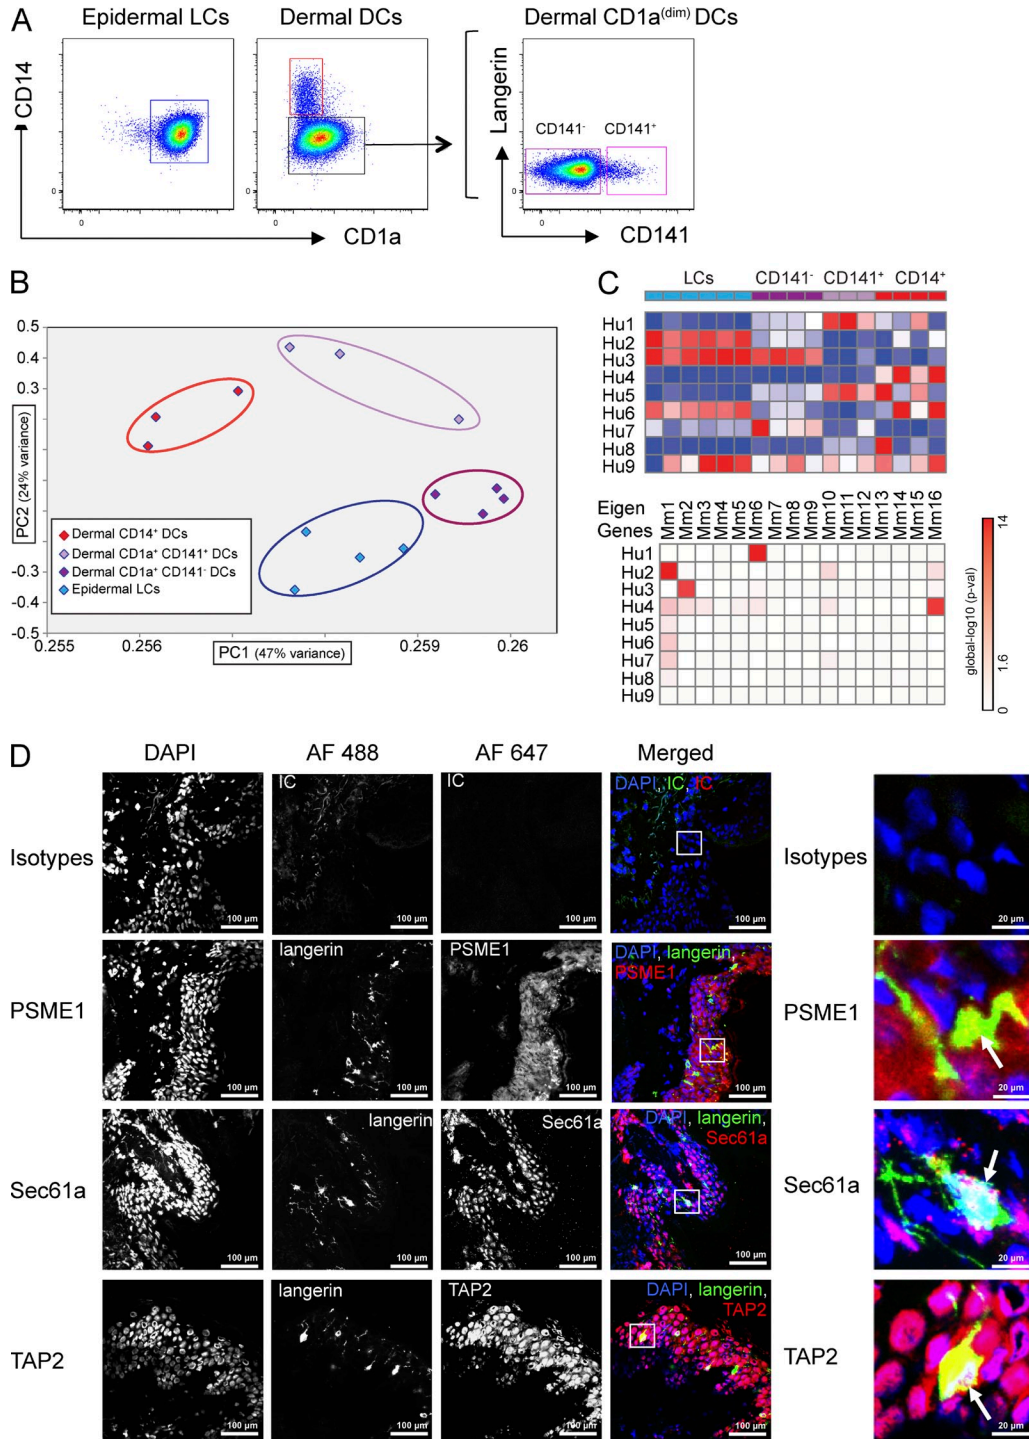 A
Epidermal LCs
Dermal DCs
Dermal CD1a(dim) DCs
CD14
Langerin
CD141-
CD141+
0
0
0
0
0
0
CD1a
CD141
B
0.5
0.4
0.3
-0.3
-0.4
-0.5
PC2 (24% variance)
Dermal CD14+ DCs
Dermal CD1a+ CD141+ DCs
Dermal CD1a+ CD141- DCs
Epidermal LCs
0.255
0.256
0.259
0.26
PC1 (47% variance)
C
LCs
CD141-
CD141+
CD14+
Hu1
Hu2
Hu3
Hu4
Hu5
Hu6
Hu7
Hu8
Hu9
Eigen
Genes
Mm1
Mm2
Mm3
Mm4
Mm5
Mm6
Mm7
Mm8
Mm9
Mm10
Mm11
Mm12
Mm13
Mm14
Mm15
Mm16
Hu1
Hu2
Hu3
Hu4
Hu5
Hu6
Hu7
Hu8
Hu9
global-log10 (p-val)
14
1.6
0
D
DAPI
AF 488
AF 647
Merged
Isotypes
IC
IC
DAPI, IC, IC
Isotypes
100 µm
100 µm
100 µm
100 µm
20 µm
PSME1
langerin
PSME1
DAPI, langerin,
PSME1
PSME1
100 µm
100 µm
100 µm
100 µm
20 µm
Sec61a
langerin
Sec61a
DAPI, langerin,
Sec61a
Sec61a
100 µm
100 µm
100 µm
100 µm
20 µm
TAP2
langerin
TAP2
DAPI, langerin,
TAP2
TAP2
100 µm
100 µm
100 µm
100 µm
20 µm